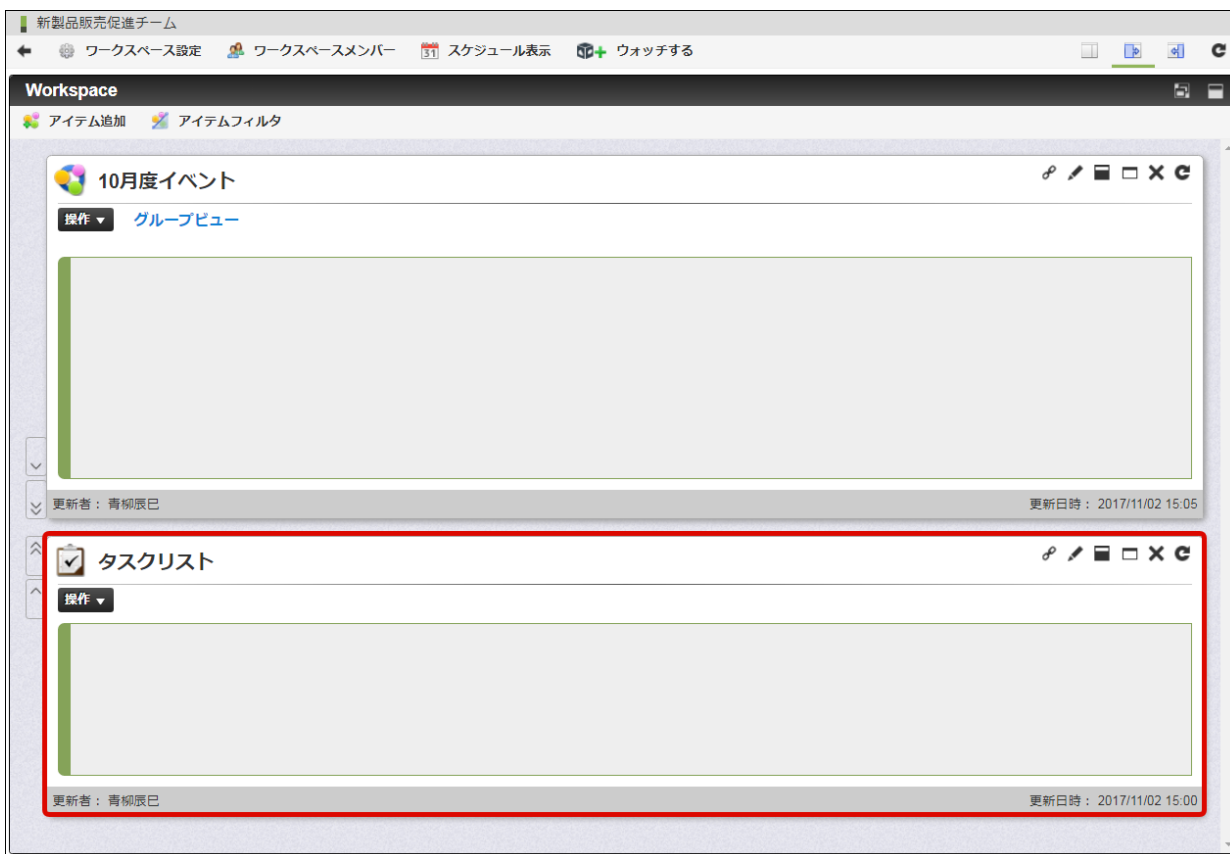 新製品販売促進チーム
ワークスペース設定 ワークスペースメンバー 31 スケジュール表示 ウォッチする
Workspace
アイテム追加 アイテムフィルタ
10月度イベント
操作 グループビュー
更新者： 青柳辰巳 更新日時： 2017/11/02 15:05
タスクリスト
操作
更新者： 青柳辰巳 更新日時： 2017/11/02 15:00